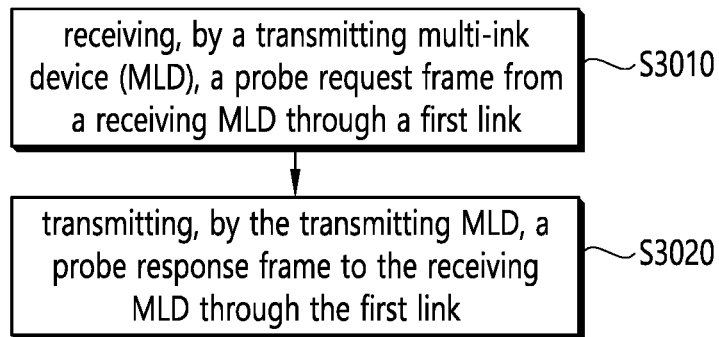 receiving, by a transmitting multi-ink
device (MLD), a probe request frame from
a receiving MLD through a first link
S3010
transmitting, by the transmitting MLD, a
probe response frame to the receiving
MLD through the first link
S3020